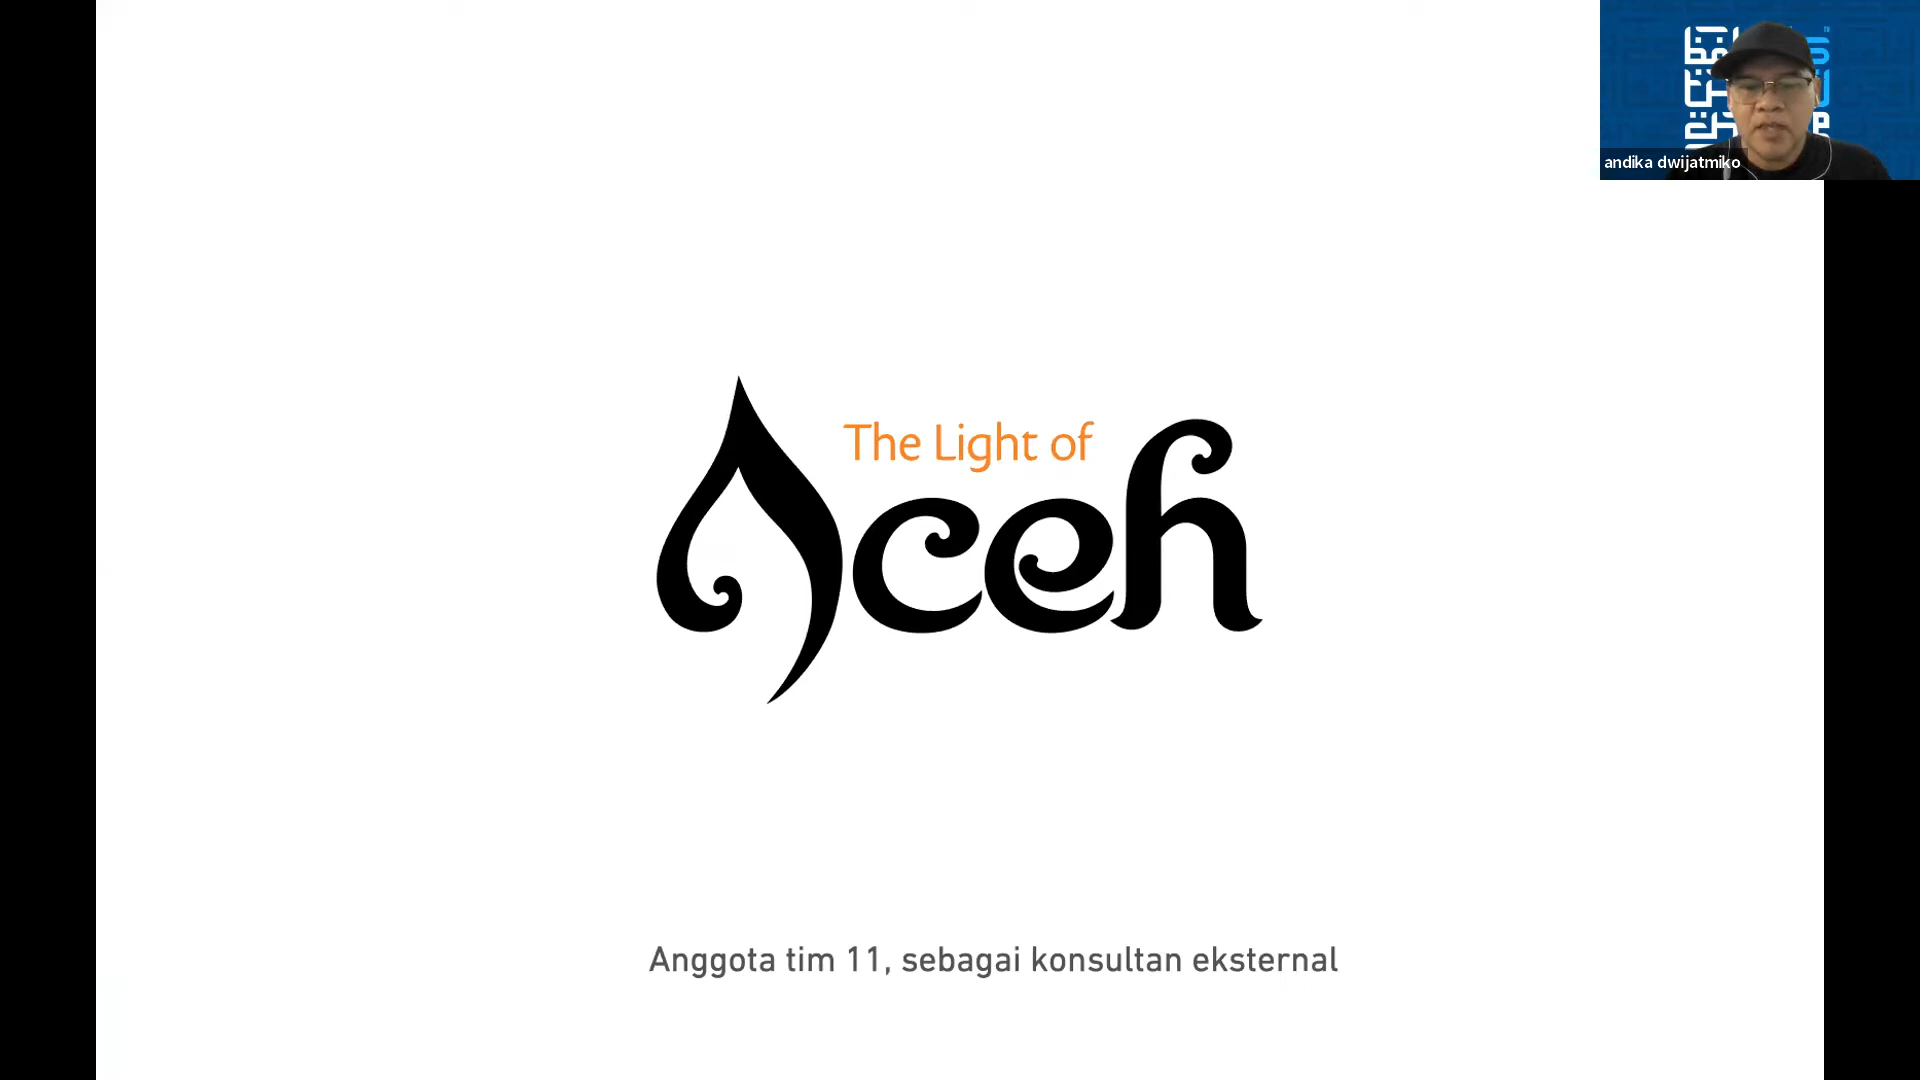 andika dwijatmiko
The Light of
Aceh
Anggota tim 11, sebagai konsultan eksternal